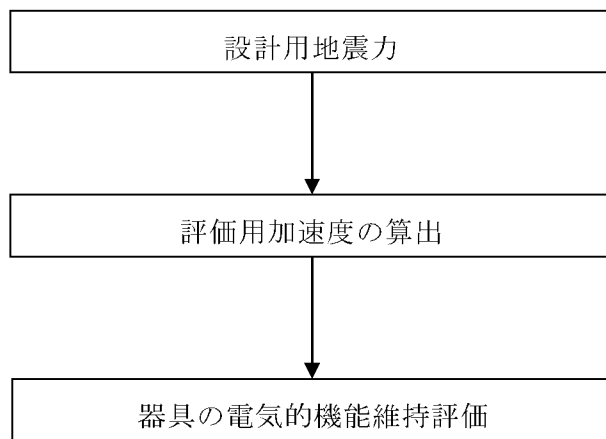 設計用地震力
評価用加速度の算出
器具の電気的機能維持評価